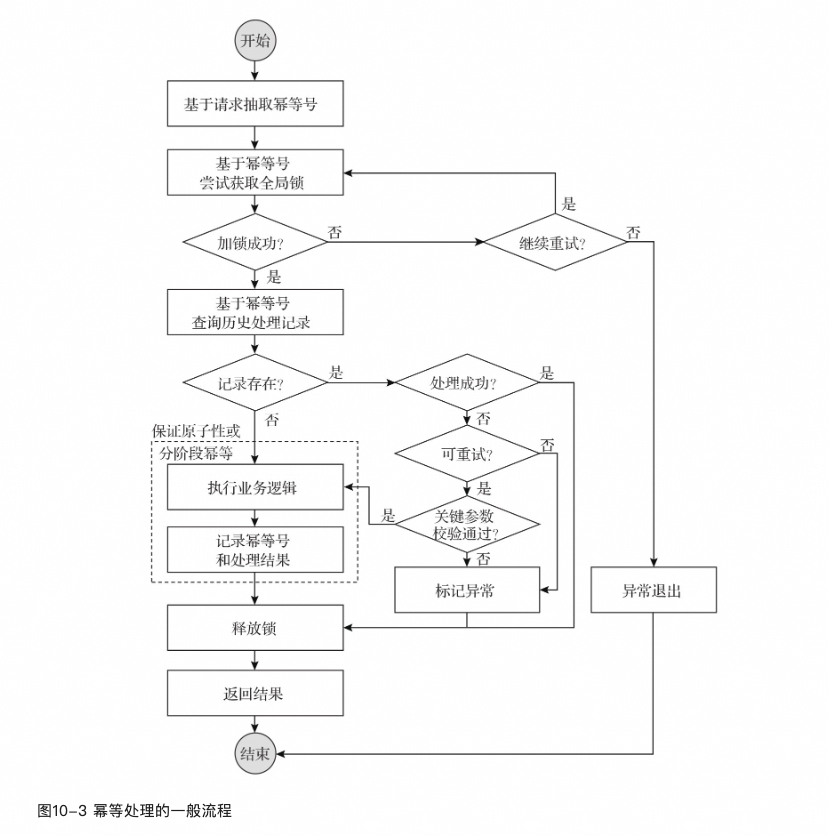 开始
基于请求抽取幂等号
基于幂等号
尝试获取全局锁
是
加锁成功?
否
继续重试?
否
是
基于幂等号
查询历史处理记录
记录存在?
是
处理成功?
是
否
否
保证原子性或
分阶段幂等
可重试?
否
是
执行业务逻辑
是
关键参数
校验通过?
否
记录幂等号
和处理结果
标记异常
异常退出
释放锁
返回结果
结束
图10-3 幂等处理的一般流程